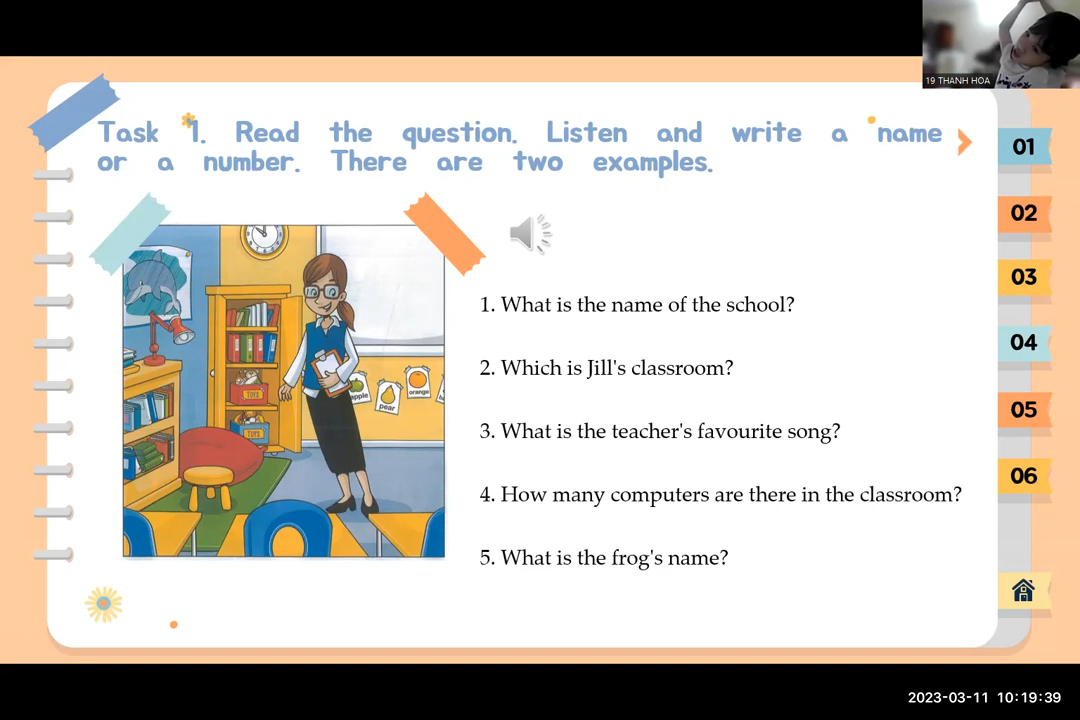 19 THANH HOA
Task 1. Read the question. Listen and write a name
or a number. There are two examples.
01
02
03
04
05
06
TOYS
TOYS
apple
pear
orange
1. What is the name of the school?
2. Which is Jill's classroom?
3. What is the teacher's favourite song?
4. How many computers are there in the classroom?
5. What is the frog's name?
2023-03-11 10:19:39